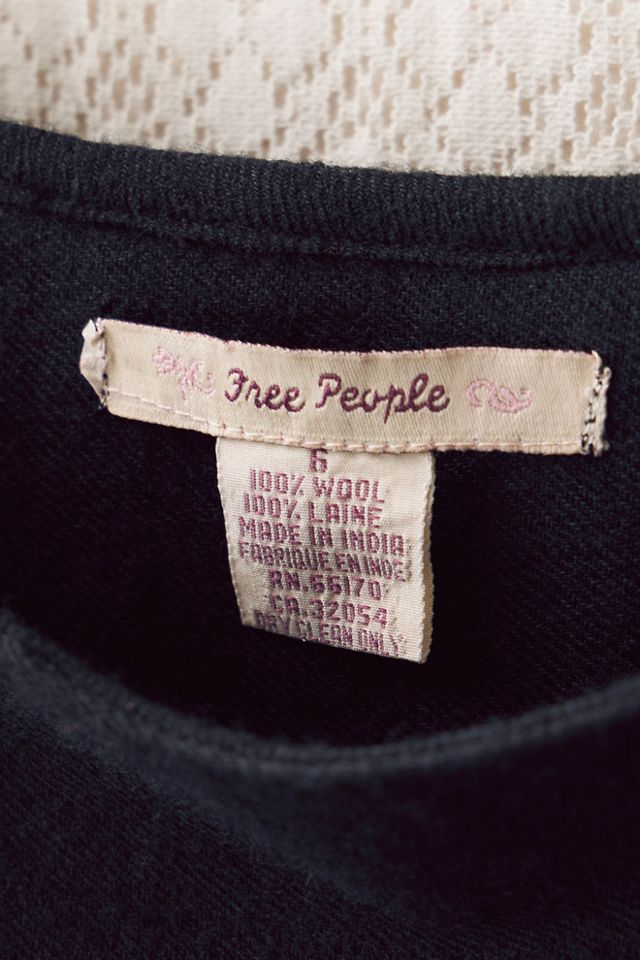 Free People
6
100% WOOL
100% LAINE
MADE IN INDIA
FABRIQUE EN INDE
RN.66170
CA.32054
DRY CLEAN ONLY